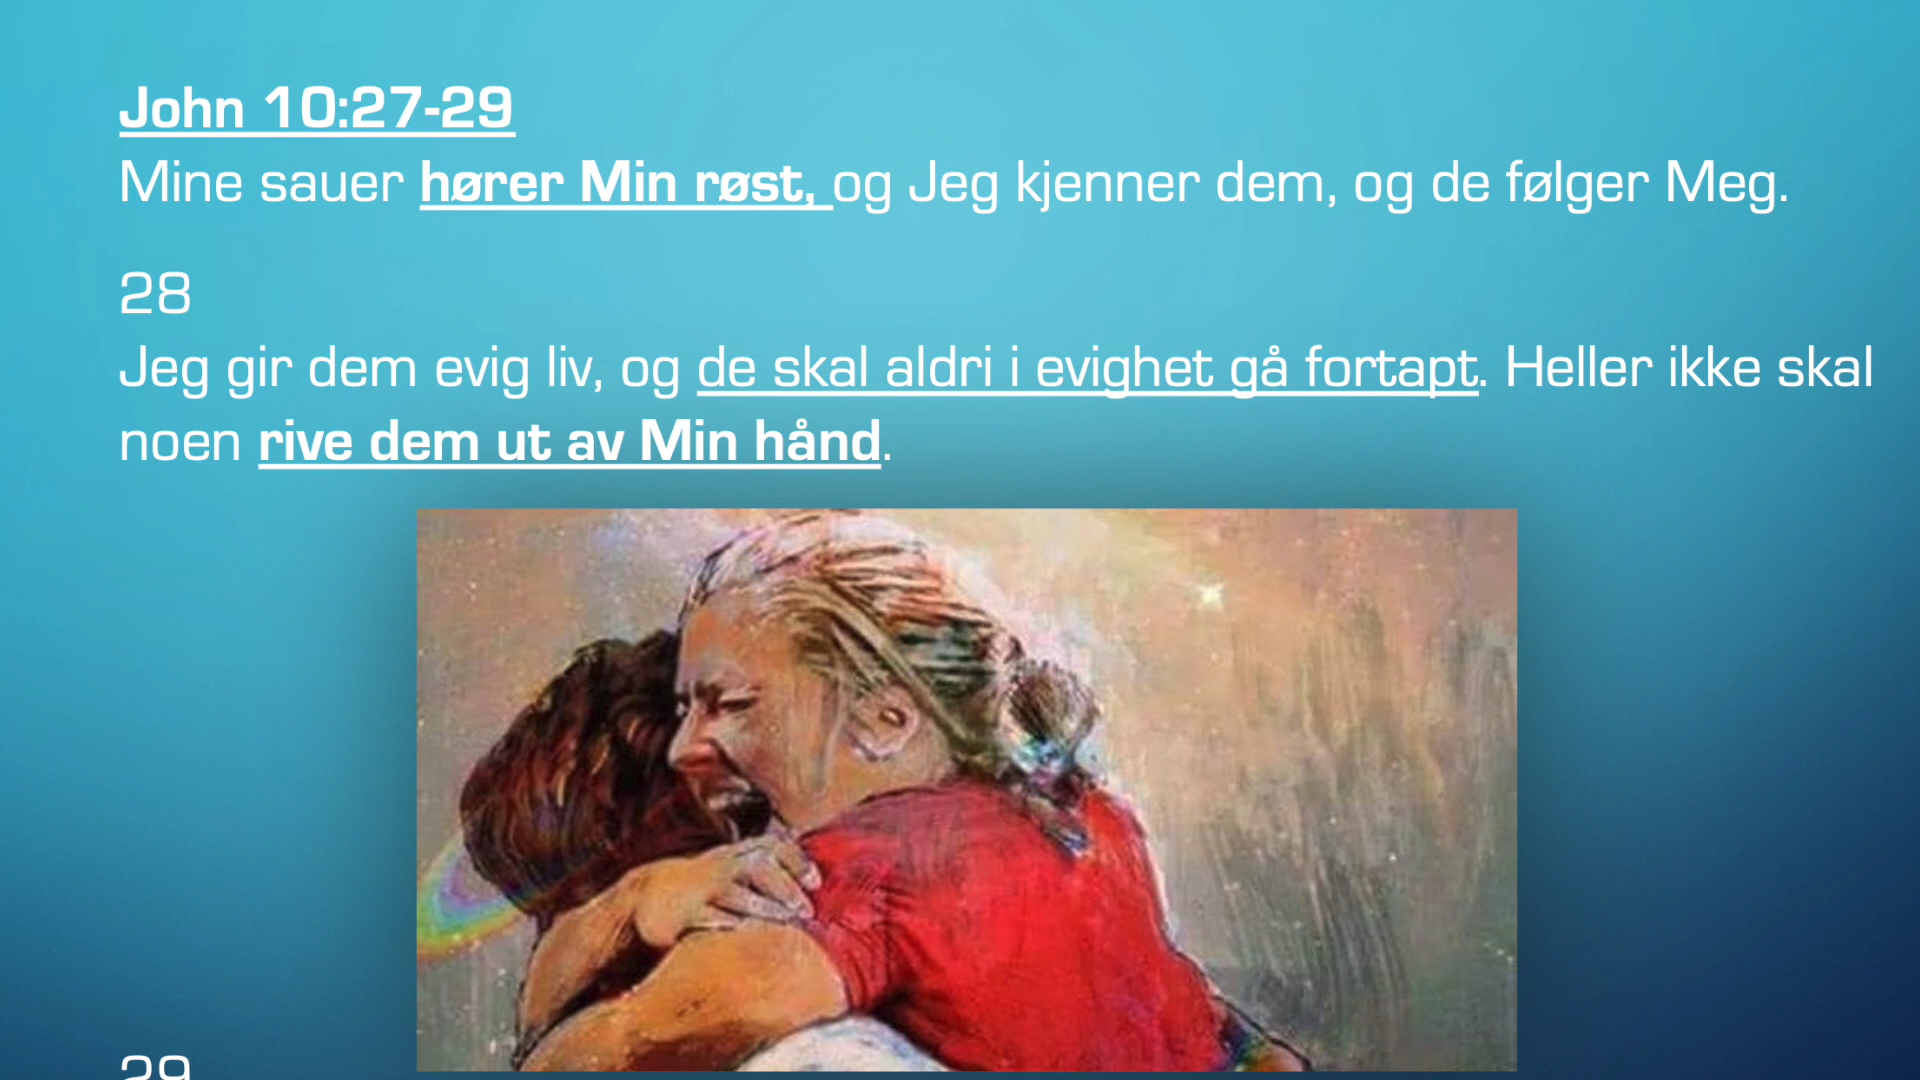 John 10:27-29
Mine sauer hører Min røst, og Jeg kjenner dem, og de følger Meg.
28
Jeg gir dem evig liv, og de skal aldri i evighet gå fortapt. Heller ikke skal
noen rive dem ut av Min hånd.
29